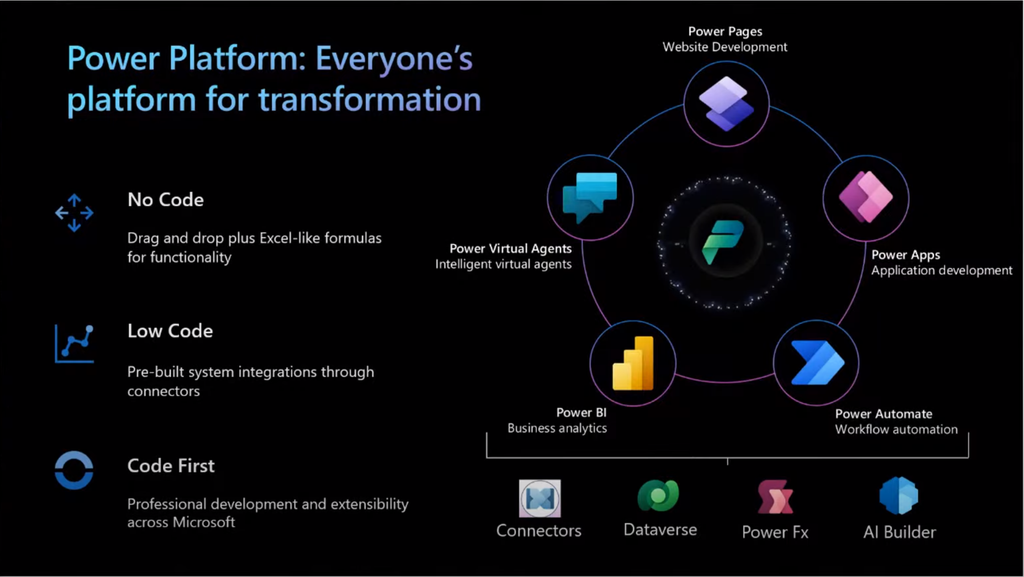 Power Platform: Everyone's
platform for transformation
No Code
Drag and drop plus Excel-like formulas
for functionality
Low Code
Pre-built system integrations through
connectors
Code First
Professional development and extensibility
across Microsoft
Power Pages
Website Development
Power Virtual Agents
Intelligent virtual agents
Power Apps
Application development
Power BI
Business analytics
Power Automate
Workflow automation
Connectors
Dataverse
Power Fx
AI Builder